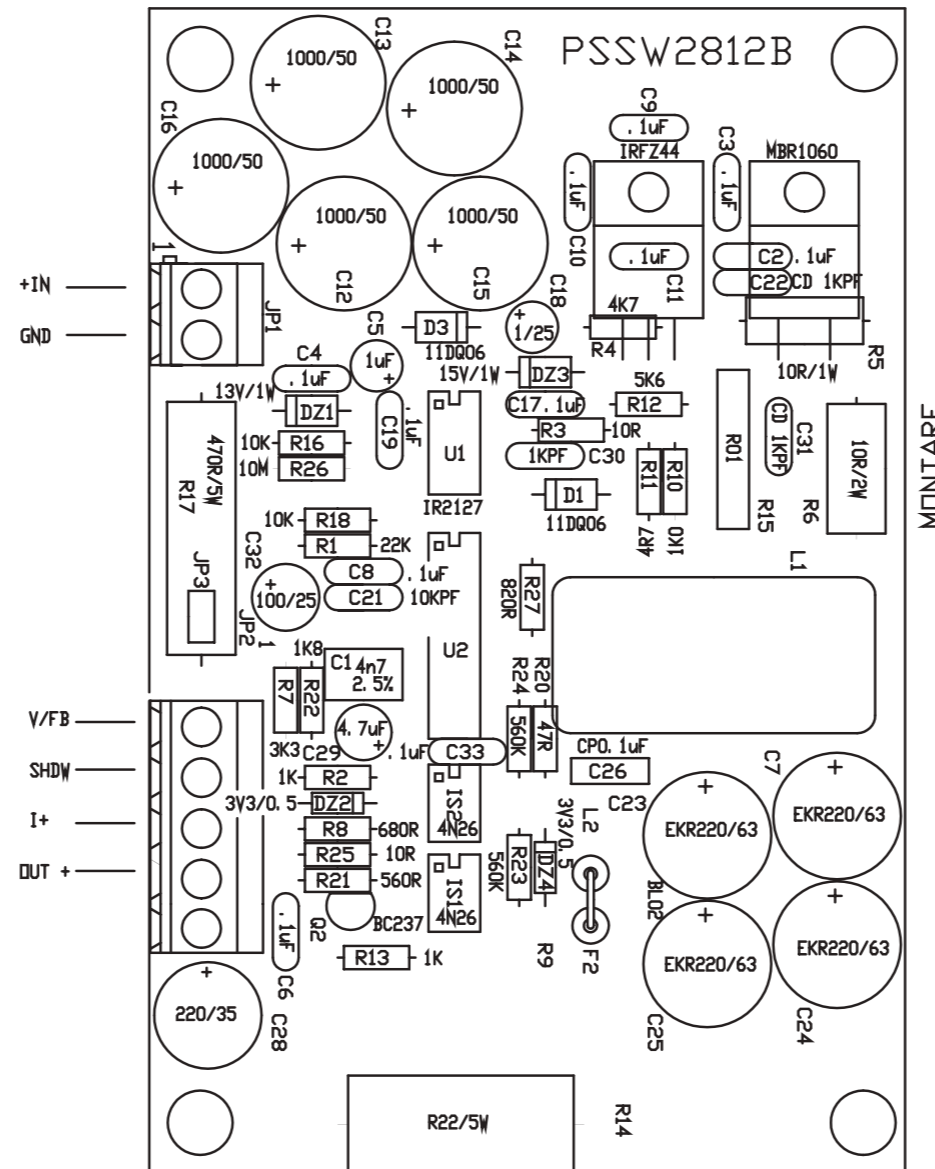 PSSW2812B
C13
1000/50
C14
1000/50
C16
1000/50
C9
.1uF
IRFZ44
MBR1060
C3
.1uF
.1uF
C10
1000/50
C12
1000/50
C15
.1uF
C11
C2 .1uF
C22 CD 1KPF
1
+IN
GND
JP1
C5
1uF
D3
11DQ06
C18
1/25
4K7
R4
10R/1W
R5
C4
.1uF
13V/1W
DZ1
C19
.1uF
15V/1W
DZ3
5K6
R12
C17 .1uF
R3 10R
1KPF C30
10K R16
10M R26
U1
IR2127
D1
11DQ06
R11
R10
4R7
1K0
R01
R15
CD 1KPF
C31
R6
10R/2W
MONTARE
470R/5W
R17
JP3
10K R18
R1 22K
C32
C8 .1uF
C21 10KPF
100/25
JP2
1
R27
820R
L1
U2
1K8
C1
4n7
2.5%
R7
R22
3K3
4.7uF
C29
.1uF C33
R24
R20
560K
47R
CP0.1uF
C26
C23
C7
V/FB
SHDW
I+
OUT +
1K R2
3V3/0.5 DZ2
R8 680R
R25 10R
R21 560R
IS2
4N26
IS1
4N26
560K
R23
DZ4
3V3/0.5
L2
F2
R9
BL02
EKR220/63
EKR220/63
EKR220/63
EKR220/63
C25
C24
.1uF
C6
Q2
BC237
R13 1K
220/35
C28
R22/5W
R14